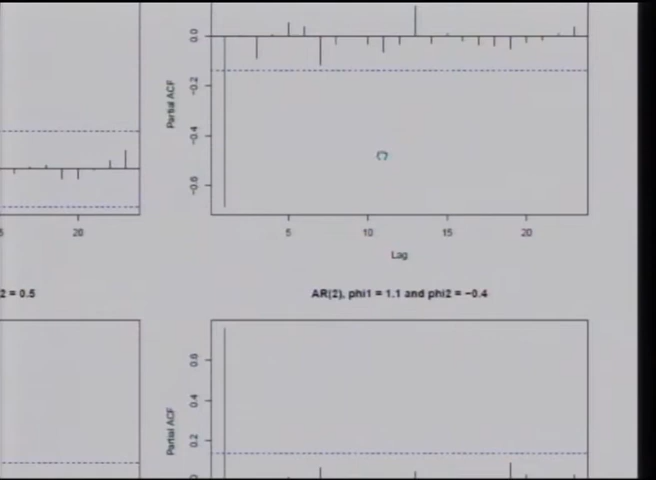 0.0
-0.2
-0.4
-0.6
Partial ACF
20
5
10
15
20
Lag
2 = 0.5
AR(2), phi1 = 1.1 and phi2 = -0.4
0.6
0.4
0.2
Partial ACF